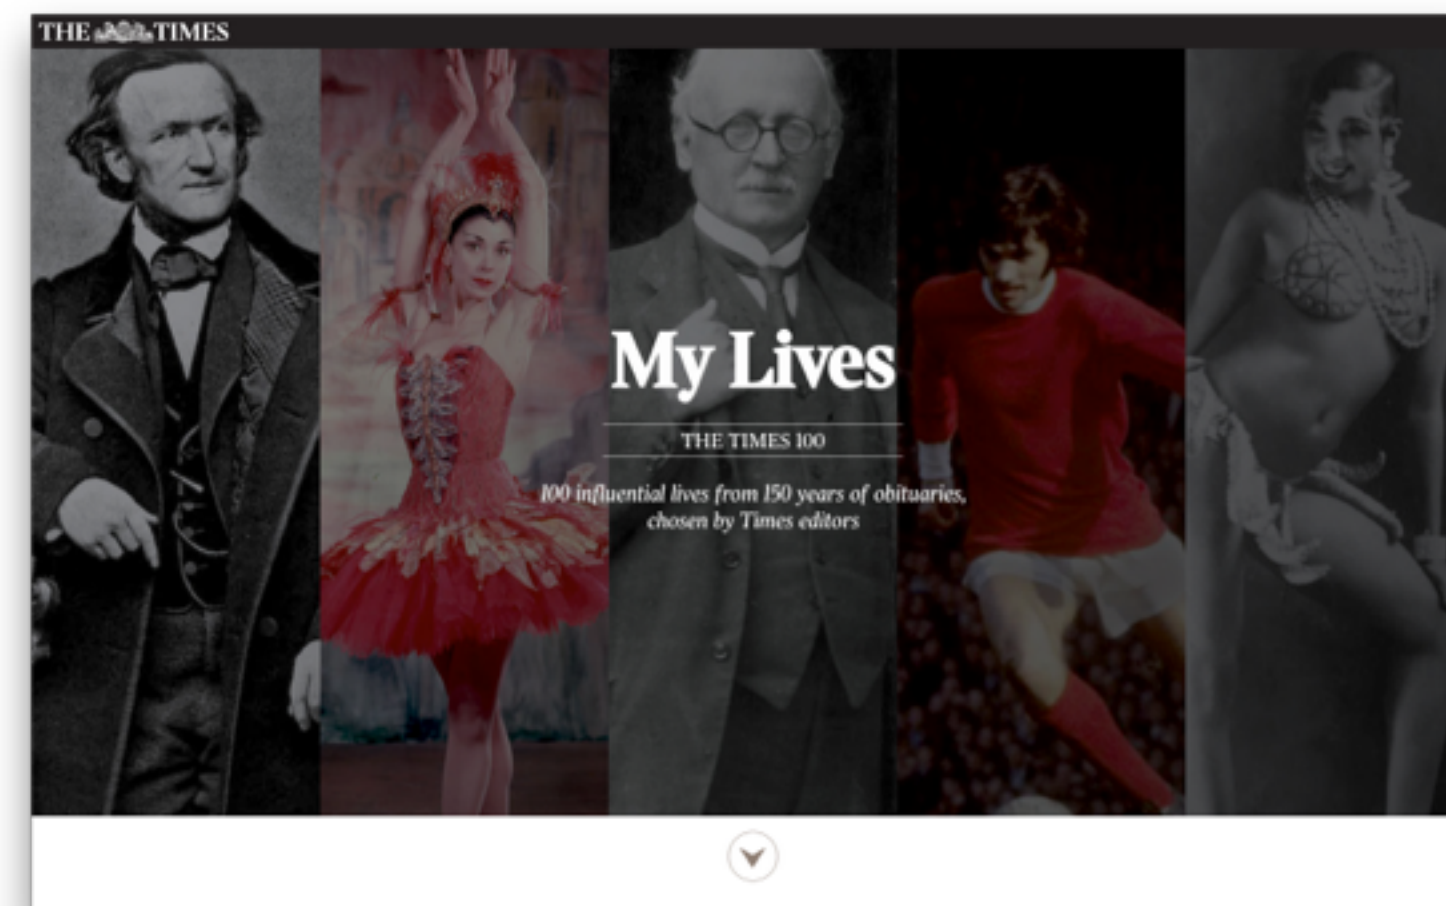 THE TIMES
My Lives
THE TIMES 100
100 influential lives from 150 years of obituaries,
chosen by Times editors